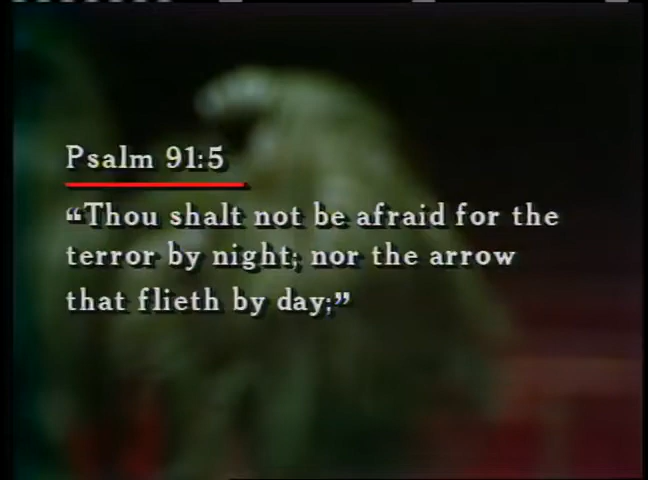 Psalm 91:5
“Thou shalt not be afraid for the
terror by night; nor the arrow
that flieth by day;”